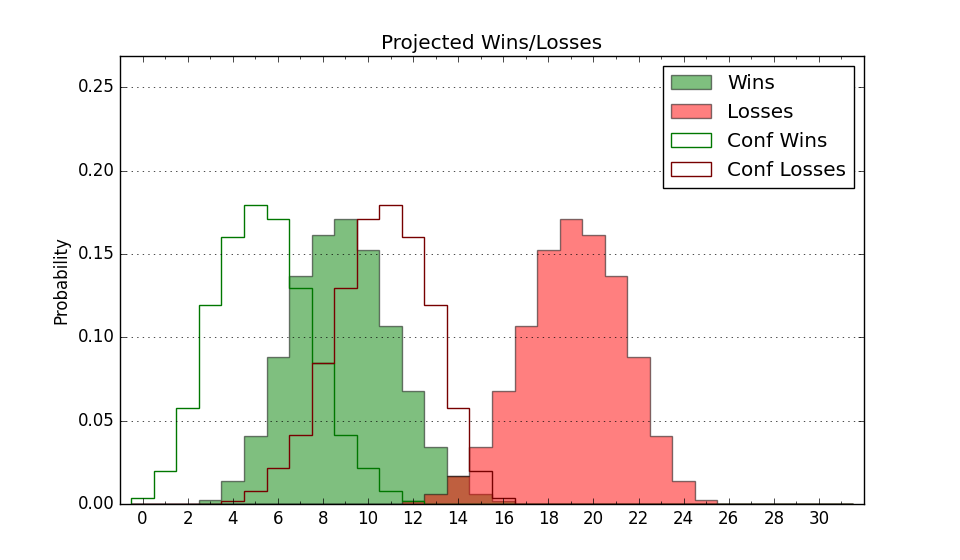 Projected Wins/Losses
Wins
Losses
Conf Wins
Conf Losses
Probability
0.25
0.20
0.15
0.10
0.05
0.00
0 2 4 6 8 10 12 14 16 18 20 22 24 26 28 30